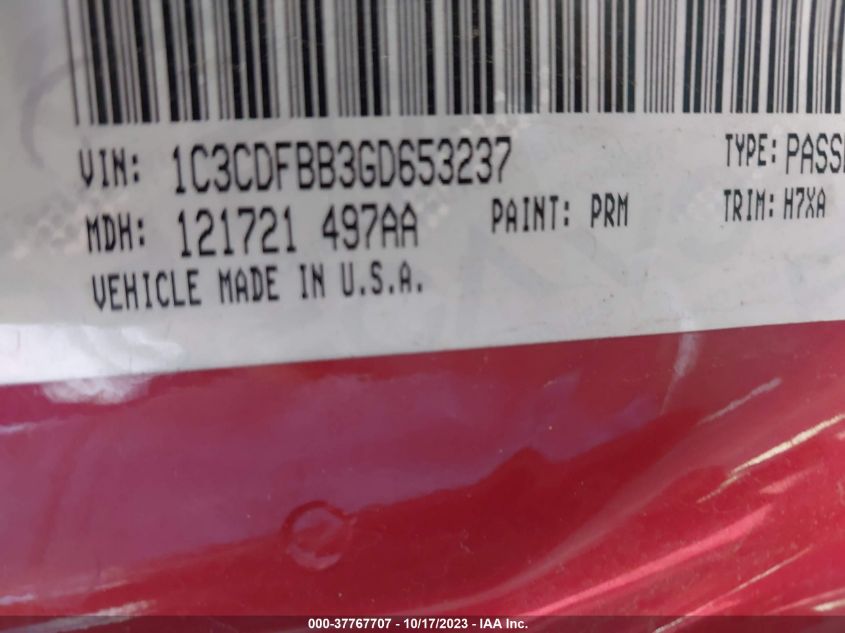 VIN: 1C3CDFBB3GD653237 TYPE: PASS
MDH: 121721 497AA PAINT: PRM TRIM: H7XA
VEHICLE MADE IN U.S.A.
000-37767707 - 10/17/2023 - IAA Inc.